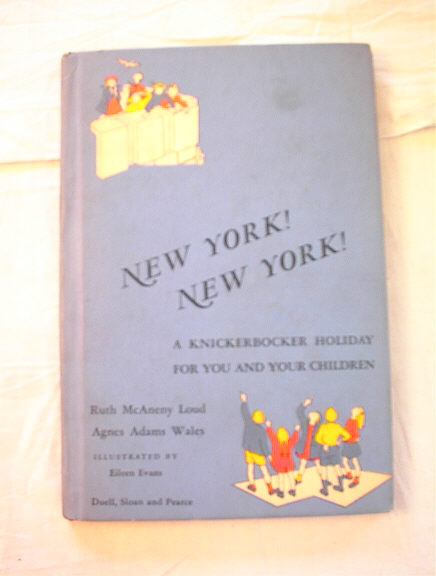 NEW YORK!
NEW YORK!
A KNICKERBOCKER HOLIDAY
FOR YOU AND YOUR CHILDREN
Ruth McAneny Loud
Agnes Adams Wales
ILLUSTRATED BY
Eileen Evans
Duell, Sloan and Pearce